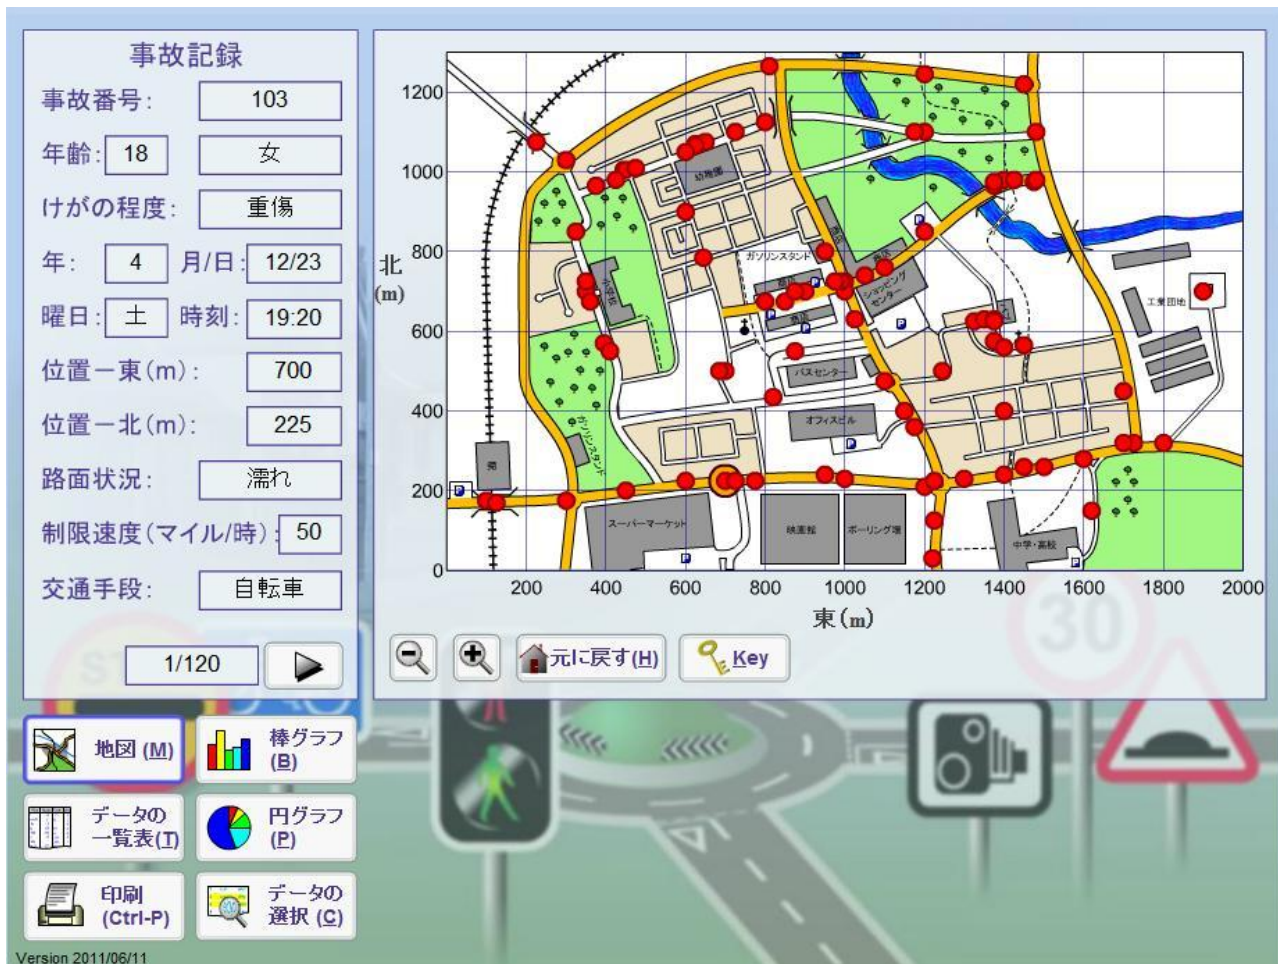 事故記録
事故番号: 103
年齢: 18 女
けがの程度: 重傷
年: 4 月/日: 12/23
曜日: 土 時刻: 19:20
位置－東(m): 700
位置－北(m): 225
路面状況: 濡れ
制限速度(マイル/時): 50
交通手段: 自転車
1/120
地図 (M)
棒グラフ
(B)
データの
一覧表(T)
円グラフ
(P)
印刷
(Ctrl-P)
データの
選択 (C)
Version 2011/06/11
北
(m)
1200
1000
800
600
400
200
0
200 400 600 800 1000 1200 1400 1600 1800 2000
東(m)
幼稚園
ガソリンスタンド
小学校
ショッピング
センター
工業団地
バスセンター
オフィスビル
ガソリンスタンド
スーパーマーケット
映画館
ボーリング場
中学・高校
P
P
P
P
P
P
P
P
P
元に戻す(H)
Key
30